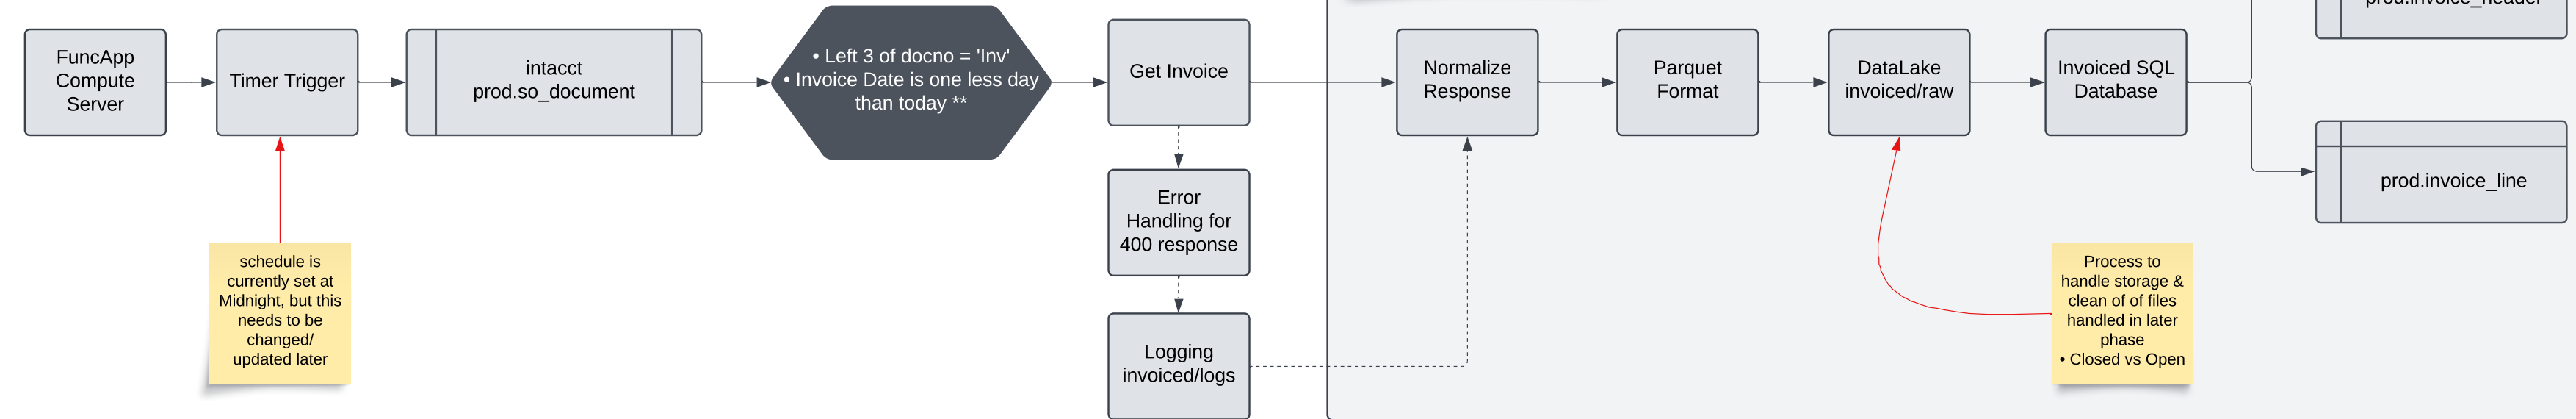 FuncApp
Compute
Server
Timer Trigger
intacct
prod.so_document
• Left 3 of docno = 'Inv'
• Invoice Date is one less day
than today **
Get Invoice
Normalize
Response
Parquet
Format
DataLake
invoiced/raw
Invoiced SQL
Database
prod.invoice_header
prod.invoice_line
Error
Handling for
400 response
Logging
invoiced/logs
schedule is
currently set at
Midnight, but this
needs to be
changed/
updated later
Process to
handle storage &
clean of of files
handled in later
phase
• Closed vs Open